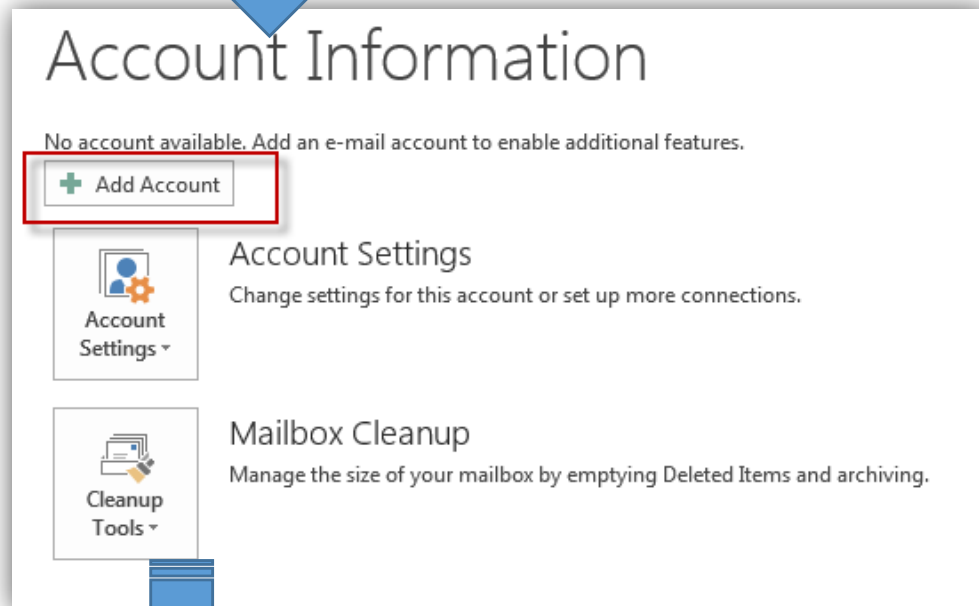 Account Information
No account available. Add an e-mail account to enable additional features.
Add Account
Account Settings
Change settings for this account or set up more connections.
Account
Settings
Mailbox Cleanup
Manage the size of your mailbox by emptying Deleted Items and archiving.
Cleanup
Tools